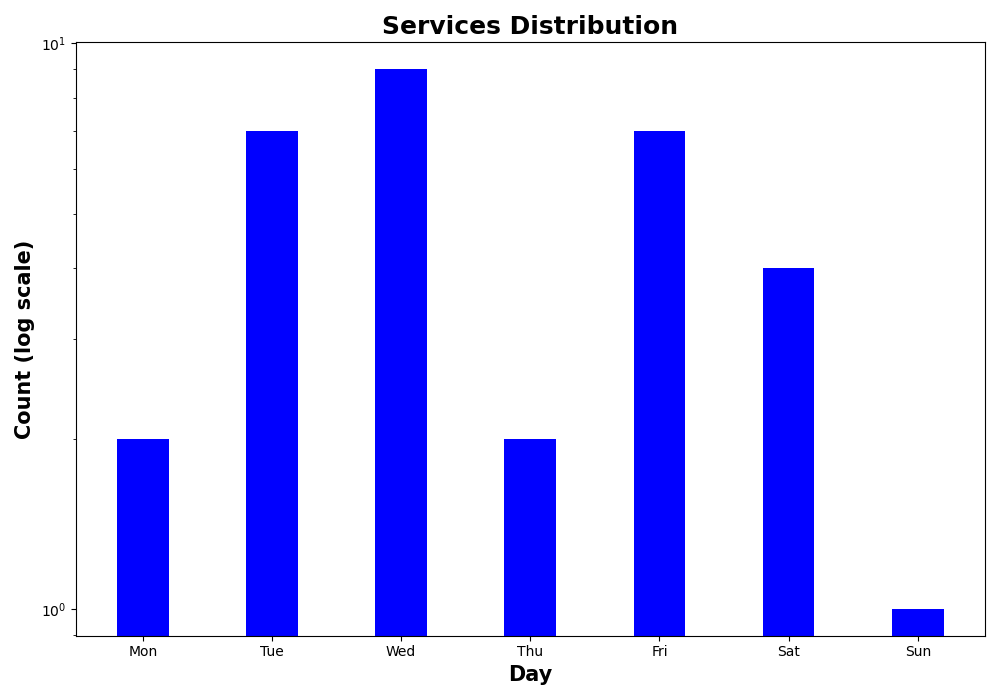 Services Distribution
10¹
Count (log scale)
10⁰
Mon Tue Wed Thu Fri Sat Sun
Day